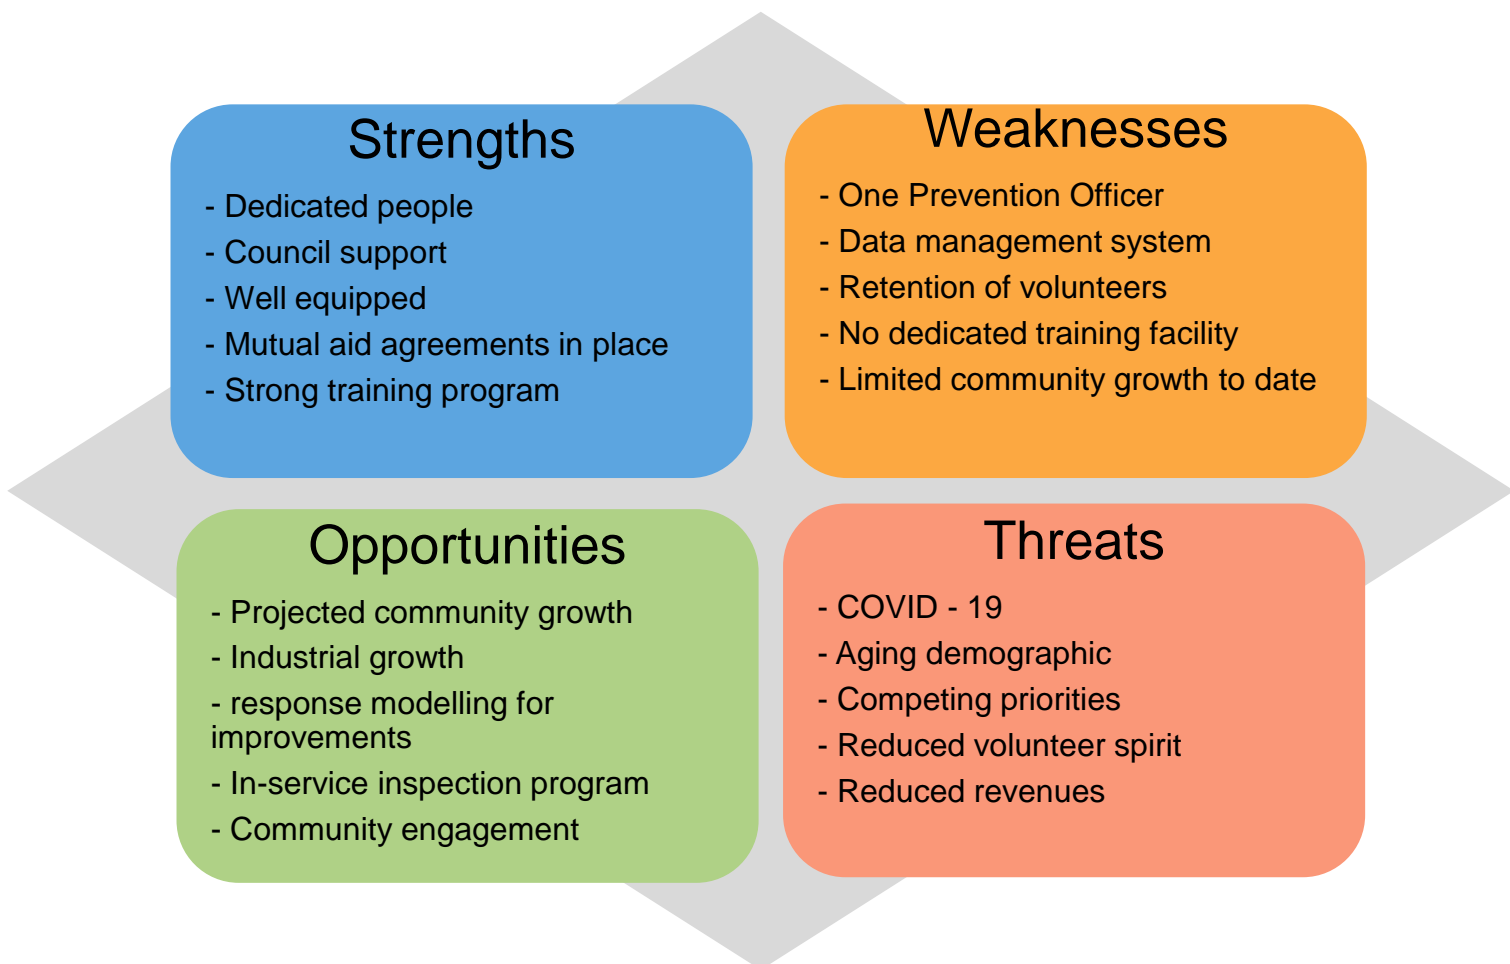 Strengths
- Dedicated people
- Council support
- Well equipped
- Mutual aid agreements in place
- Strong training program
Weaknesses
- One Prevention Officer
- Data management system
- Retention of volunteers
- No dedicated training facility
- Limited community growth to date
Opportunities
- Projected community growth
- Industrial growth
- response modelling for
improvements
- In-service inspection program
- Community engagement
Threats
- COVID - 19
- Aging demographic
- Competing priorities
- Reduced volunteer spirit
- Reduced revenues